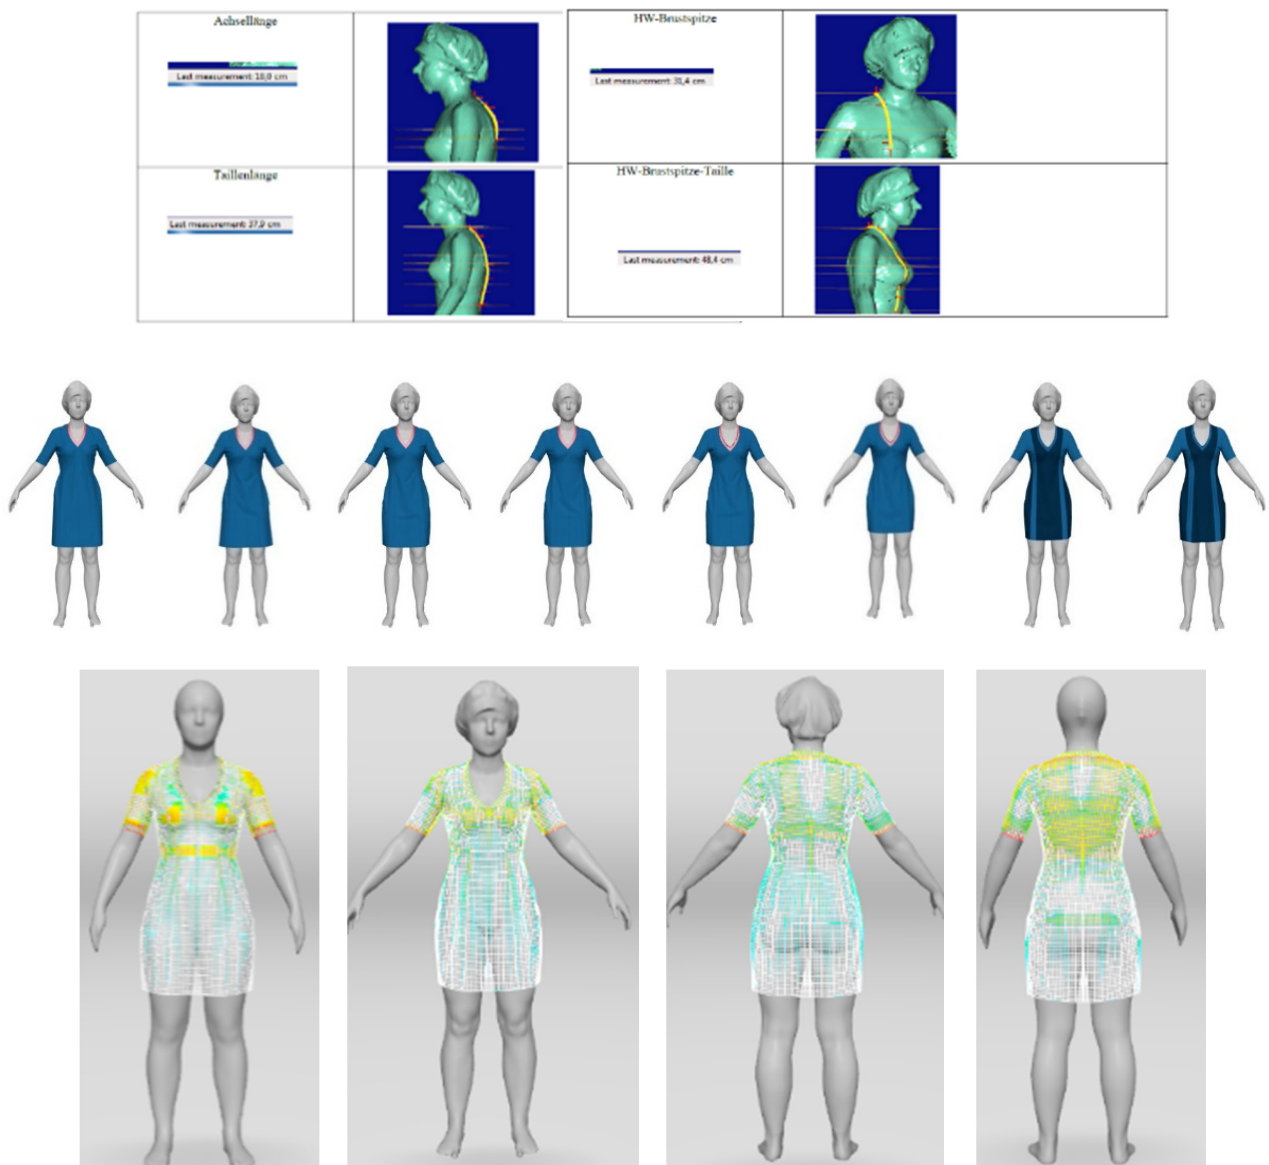 Achsellänge
Last measurement: 18,0 cm
HW-Brustspitze
Last measurement: 31,4 cm
Taillenlänge
Last measurement: 37,9 cm
HW-Brustspitze-Taille
Last measurement: 48,4 cm